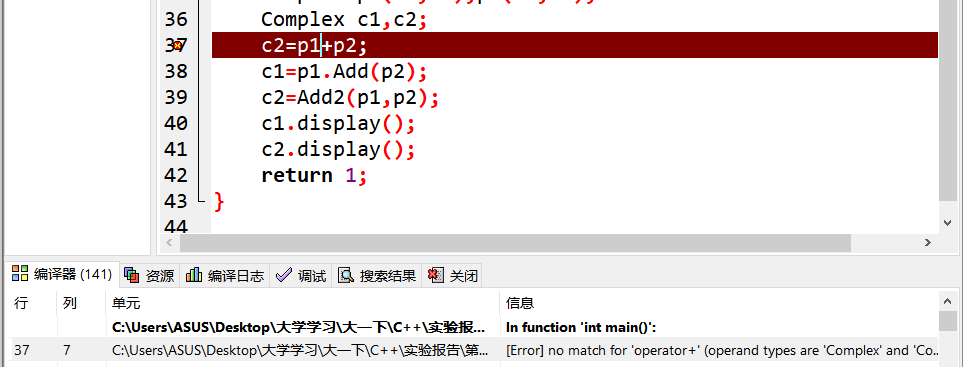 36 Complex c1,c2;
37 c2=p1+p2;
38 c1=p1.Add(p2);
39 c2=Add2(p1,p2);
40 c1.display();
41 c2.display();
42 return 1;
43 }
44
编译器 (141) 资源 编译日志 调试 搜索结果 关闭
行 列 单元 信息
C:\Users\ASUS\Desktop\大学学习\大一下\C++\实验报... In function 'int main()':
37 7 C:\Users\ASUS\Desktop\大学学习\大一下\C++\实验报告\第... [Error] no match for 'operator+' (operand types are 'Complex' and 'Co...